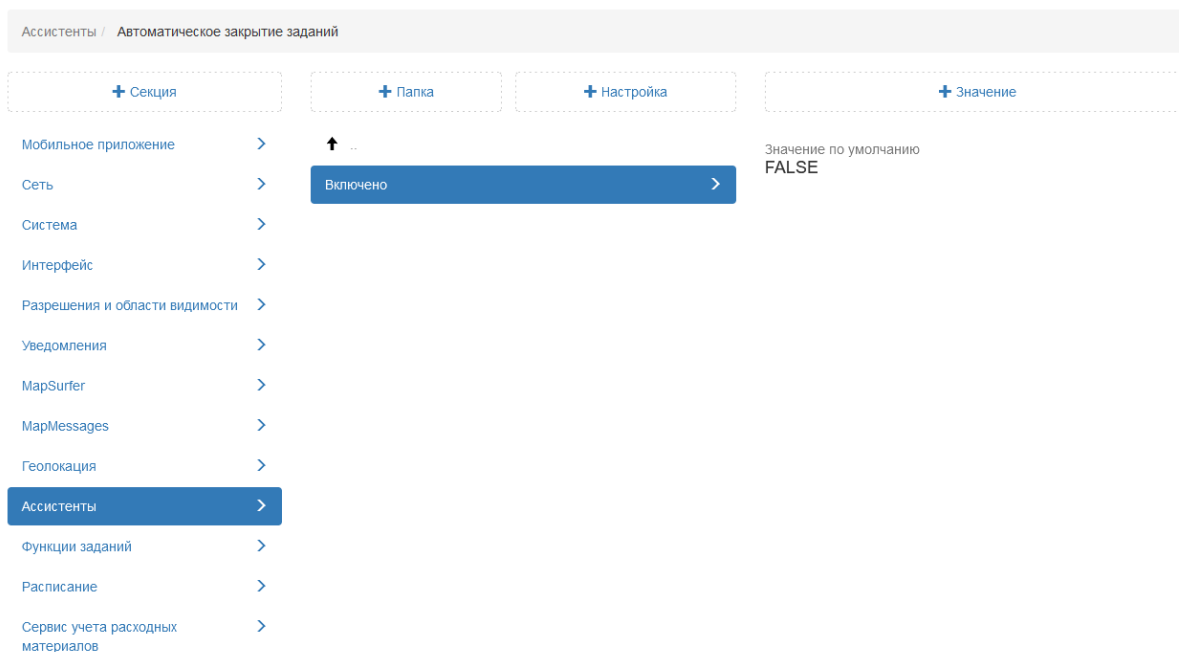 Ассистенты / Автоматическое закрытие заданий
+ Секция
+ Папка
+ Настройка
+ Значение
Мобильное приложение
Сеть
Система
Интерфейс
Разрешения и области видимости
Уведомления
MapSurfer
MapMessages
Геолокация
Ассистенты
Функции заданий
Расписание
Сервис учета расходных
материалов
..
Включено
Значение по умолчанию
FALSE